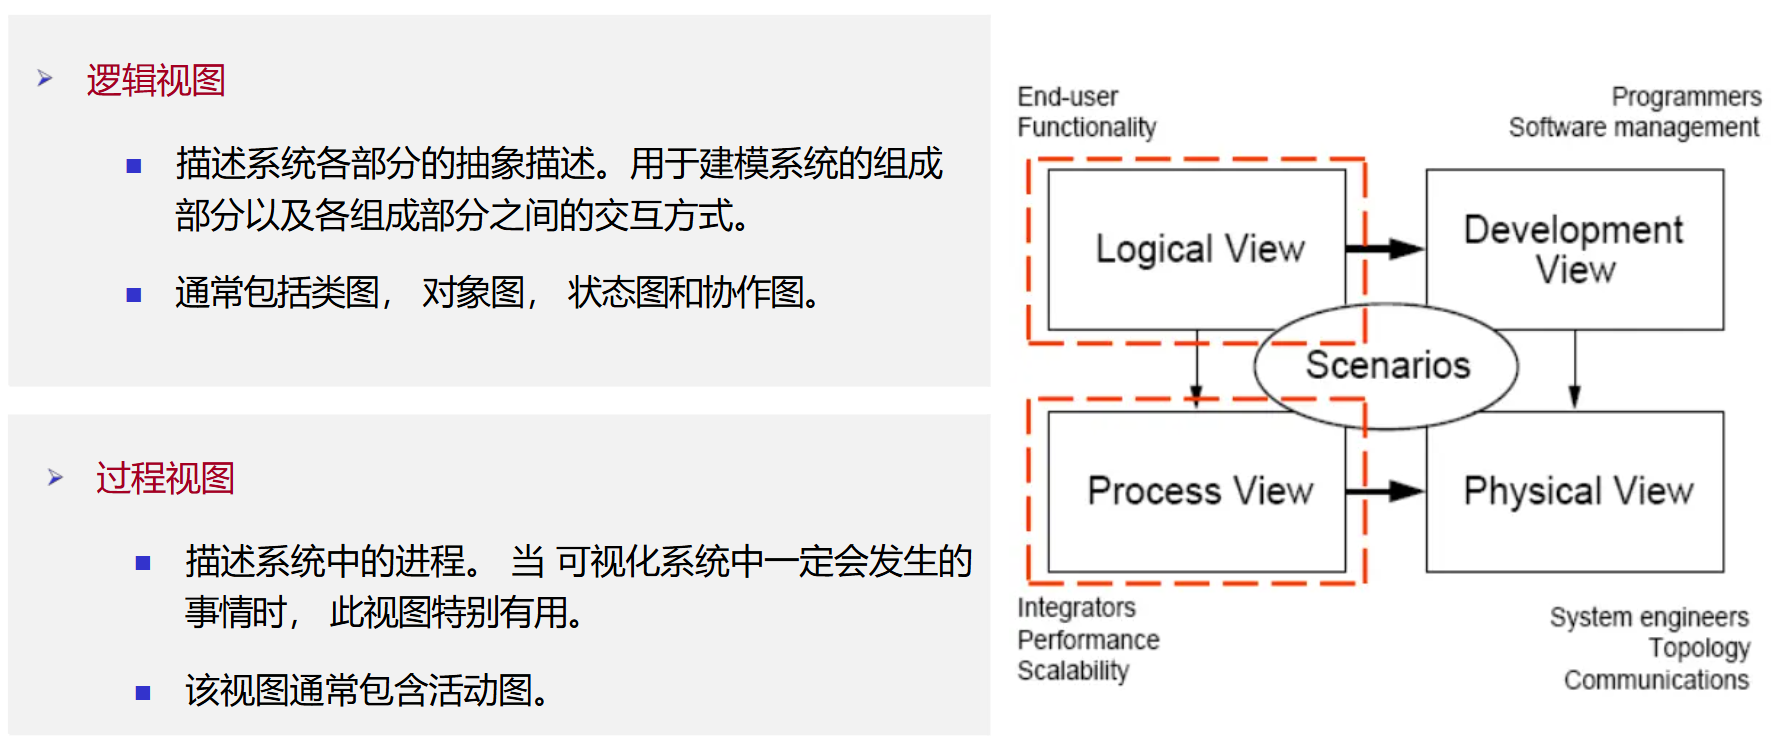 逻辑视图
描述系统各部分的抽象描述。用于建模系统的组成
部分以及各组成部分之间的交互方式。
通常包括类图， 对象图， 状态图和协作图。
过程视图
描述系统中的进程。 当 可视化系统中一定会发生的
事情时， 此视图特别有用。
该视图通常包含活动图。
End-user
Functionality
Programmers
Software management
Logical View
Development
View
Scenarios
Process View
Physical View
Integrators
Performance
Scalability
System engineers
Topology
Communications